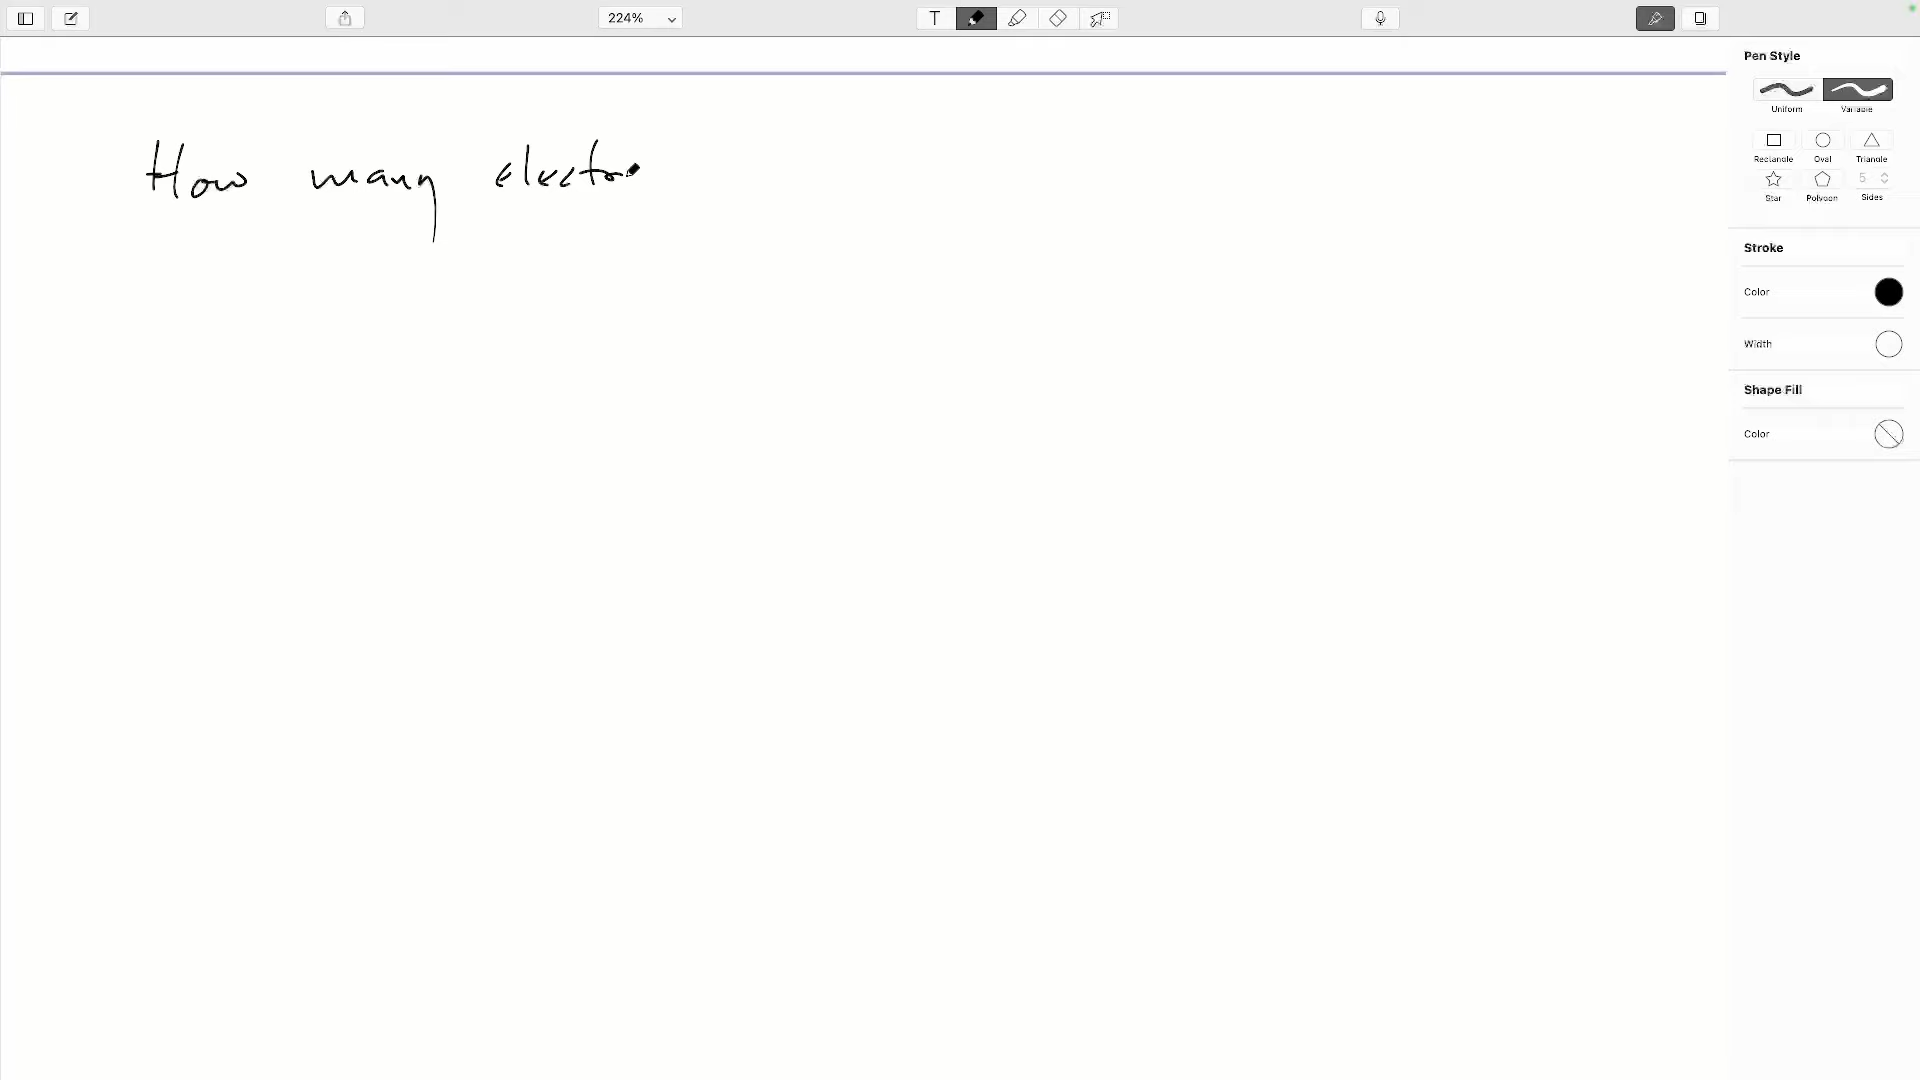 224%
T
Pen Style
Uniform Variable
Rectangle Oval Triangle
5
Star Polygon Sides
Stroke
Color
Width
Shape Fill
Color
How many electro